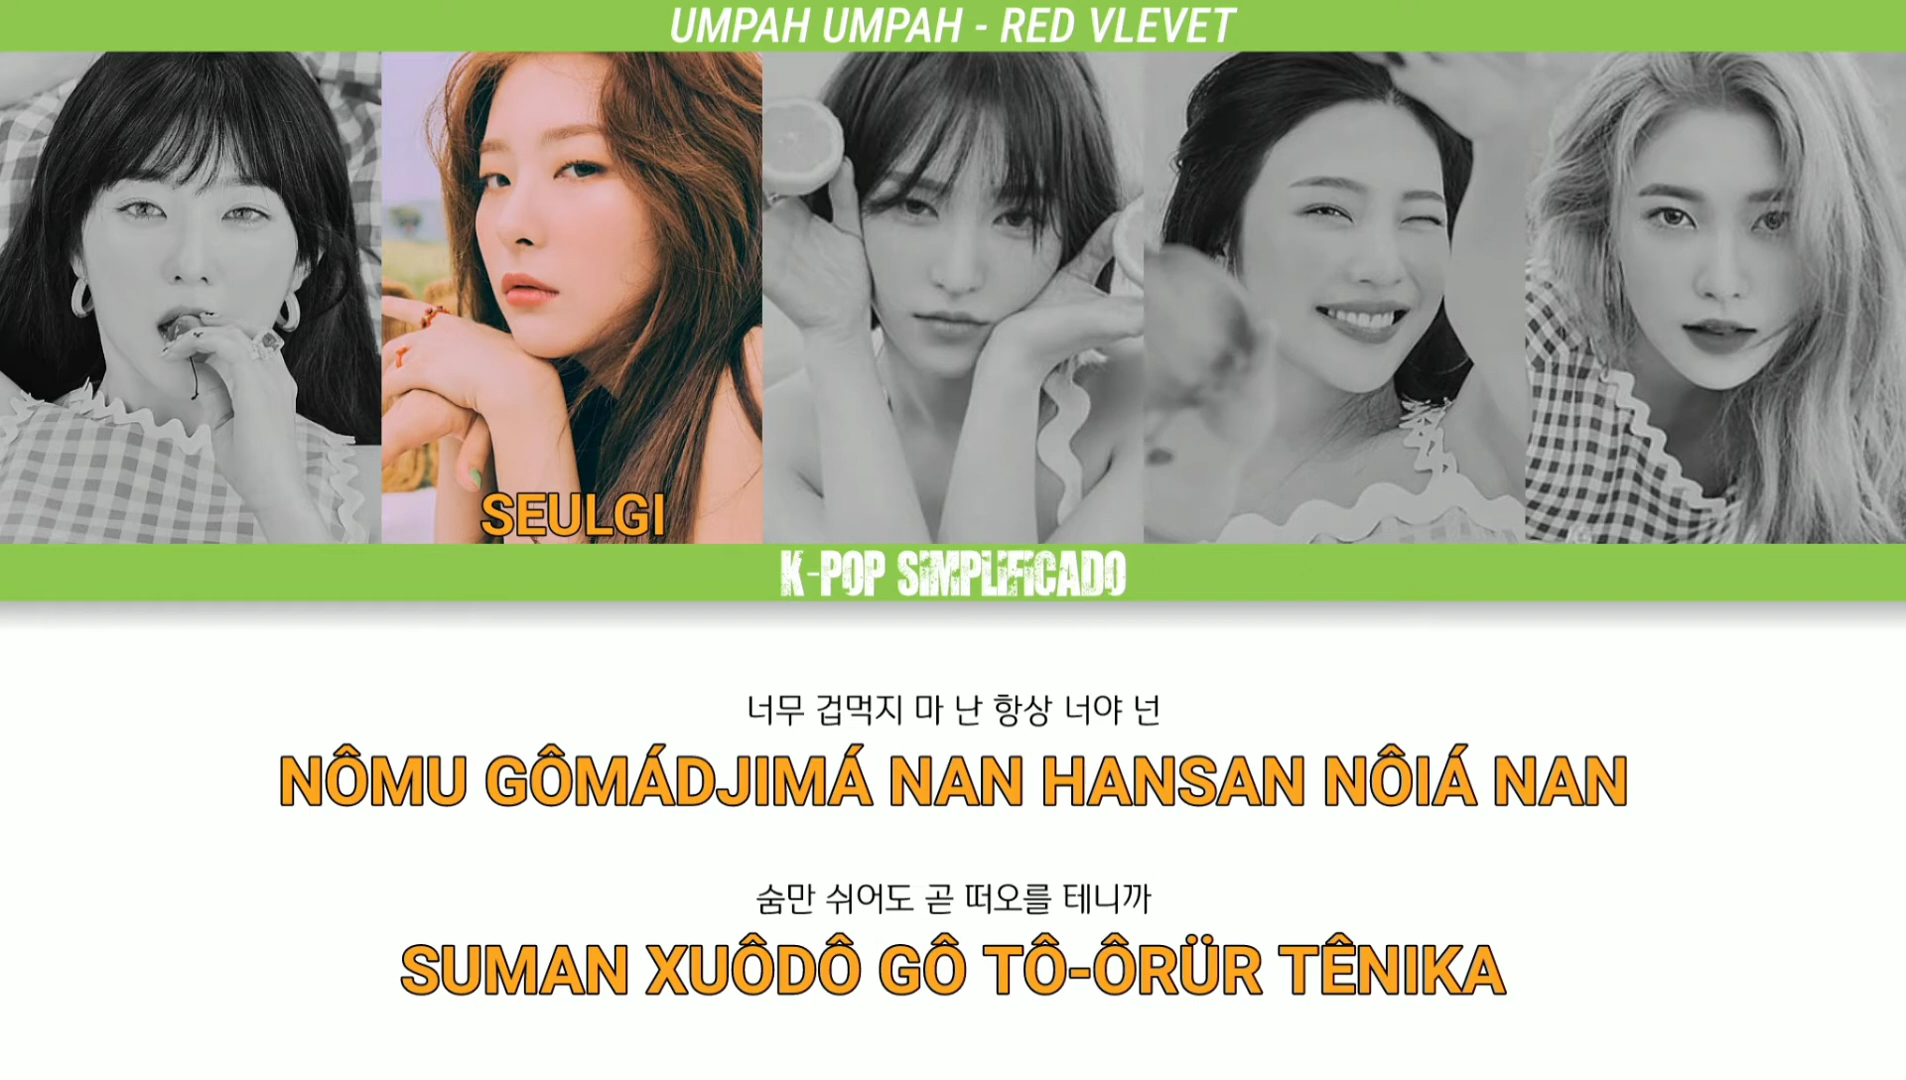 UMPAH UMPAH - RED VLEVET
SEULGI
K-POP SIMPLIFICADO
너무 겁먹지 마 난 항상 너야 넌
NÔMU GÔMÁDJIMÁ NAN HANSAN NÔIÁ NAN
숨만 쉬어도 곧 떠오를 테니까
SUMAN XUÔDÔ GÔ TÔ-ÔRÜR TÊNIKA